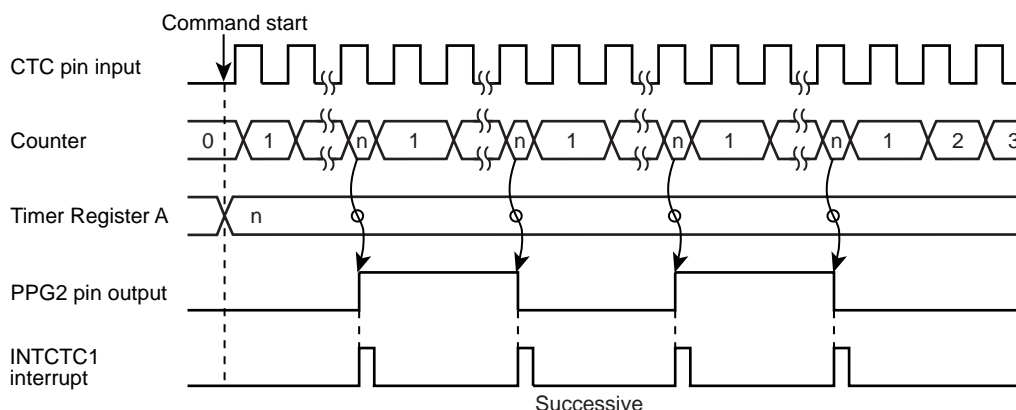 Command start
CTC pin input
Counter 0 1 n 1 n 1 n 1 n 1 2 3
Timer Register A n
PPG2 pin output
INTCTC1
interrupt
Successive